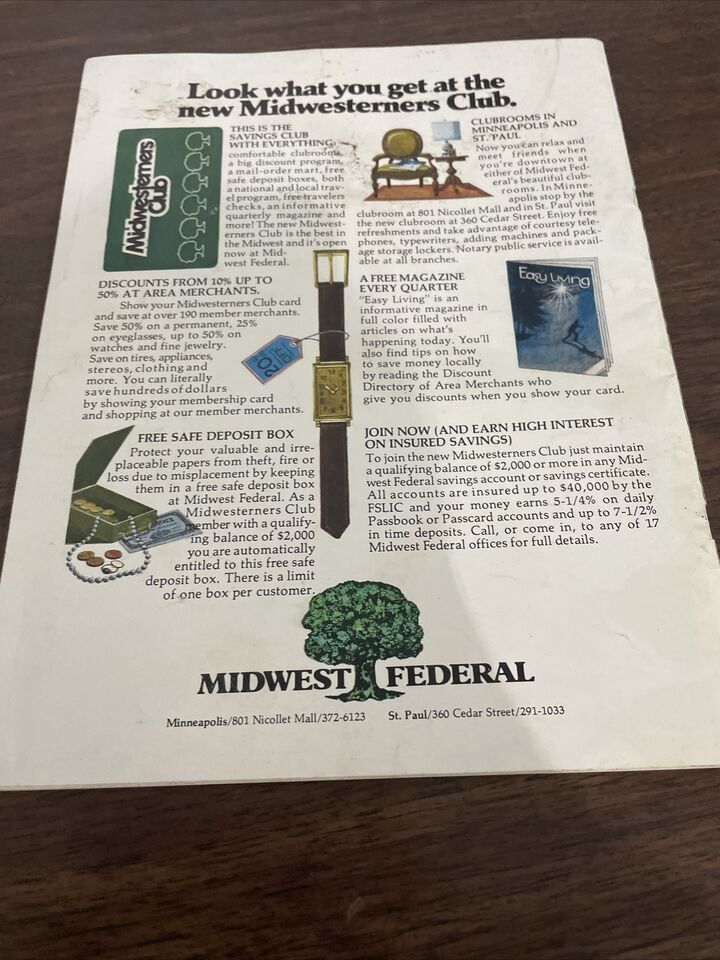 Look what you get at the
new Midwesterners Club.
Midwesterners
Club
THIS IS THE
SAVINGS CLUB
WITH EVERYTHING:
comfortable clubrooms,
a big discount program,
a mail-order mart, free
safe deposit boxes, both
a national and local trav-
el program, free travelers
checks, an informative
quarterly magazine and
more! The new Midwest-
erners Club is the best in
the Midwest and it's open
now at Mid-
west Federal.
CLUBROOMS IN
MINNEAPOLIS AND
ST. PAUL
Now you can relax and
meet friends when
you're downtown at
either of Midwest Fed-
eral's beautiful club-
rooms. In Minne-
apolis stop by the
clubroom at 801 Nicollet Mall and in St. Paul visit
the new clubroom at 360 Cedar Street. Enjoy free
refreshments and take advantage of courtesy tele-
phones, typewriters, adding machines and pack-
age storage lockers. Notary public service is avail-
able at all branches.
DISCOUNTS FROM 10% UP TO
50% AT AREA MERCHANTS.
Show your Midwesterners Club card
and save at over 190 member merchants.
Save 50% on a permanent, 25%
on eyeglasses, up to 50% on
watches and fine jewelry.
Save on tires, appliances,
stereos, clothing and
more. You can literally
save hundreds of dollars
by showing your membership card
and shopping at our member merchants.
20%
OFF
A FREE MAGAZINE
EVERY QUARTER
"Easy Living" is an
informative magazine in
full color filled with
articles on what's
happening today. You'll
also find tips on how
to save money locally
by reading the Discount
Directory of Area Merchants who
give you discounts when you show your card.
Easy Living
FREE SAFE DEPOSIT BOX
Protect your valuable and irre-
placeable papers from theft, fire or
loss due to misplacement by keeping
them in a free safe deposit box
at Midwest Federal. As a
Midwesterners Club
member with a qualify-
ing balance of $2,000
you are automatically
entitled to this free safe
deposit box. There is a limit
of one box per customer.
JOIN NOW (AND EARN HIGH INTEREST
ON INSURED SAVINGS)
To join the new Midwesterners Club just maintain
a qualifying balance of $2,000 or more in any Mid-
west Federal savings account or savings certificate.
All accounts are insured up to $40,000 by the
FSLIC and your money earns 5-1/4% on daily
Passbook or Passcard accounts and up to 7-1/2%
in time deposits. Call, or come in, to any of 17
Midwest Federal offices for full details.
MIDWEST FEDERAL
Minneapolis/801 Nicollet Mall/372-6123 St. Paul/360 Cedar Street/291-1033